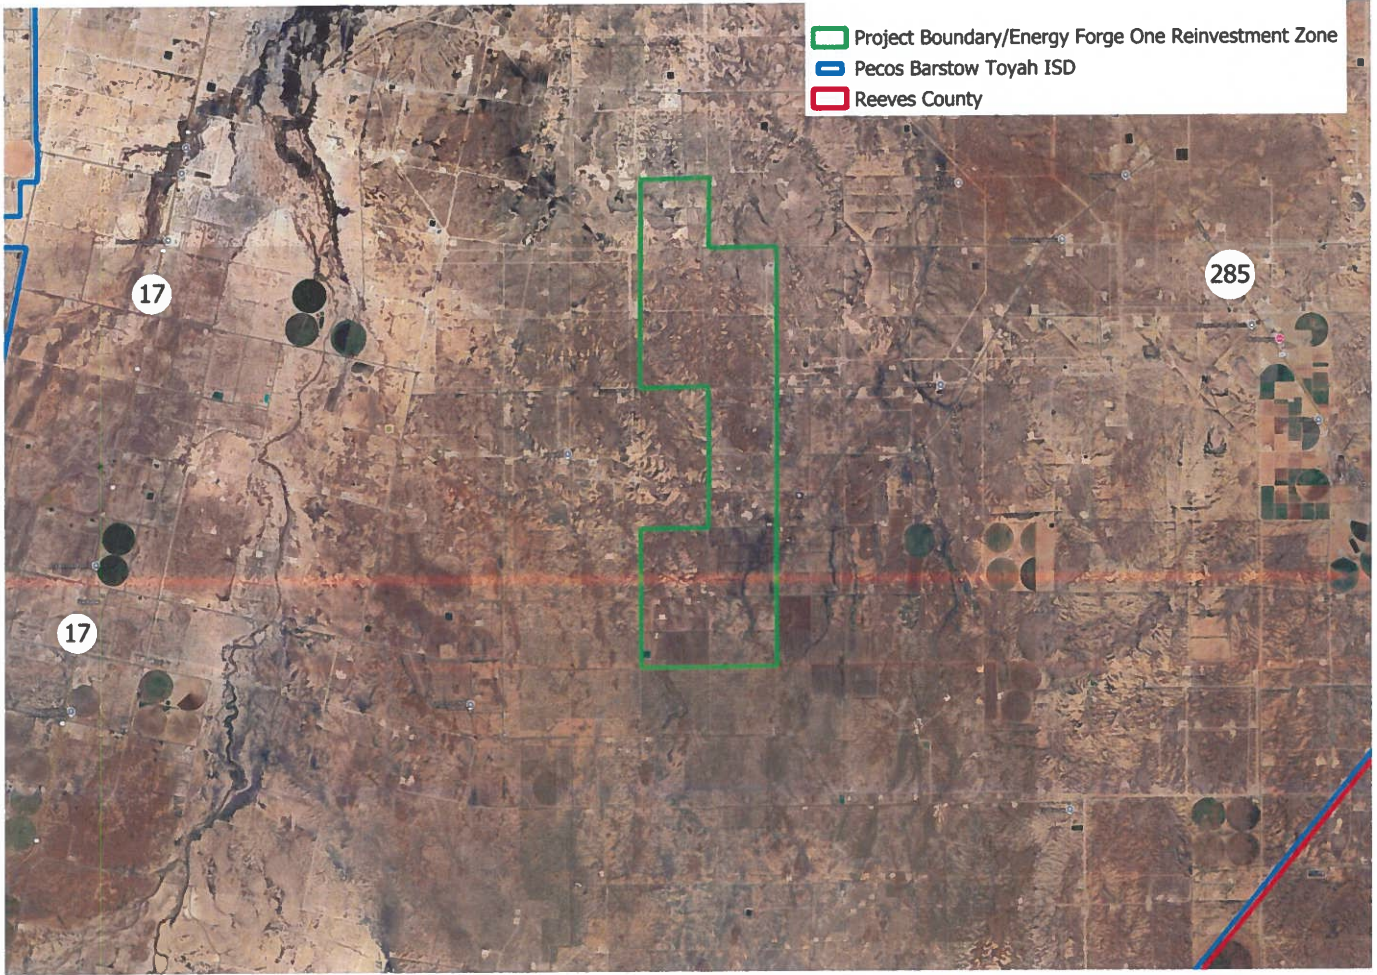 Project Boundary/Energy Forge One Reinvestment Zone
Pecos Barstow Toyah ISD
Reeves County
285
17
17